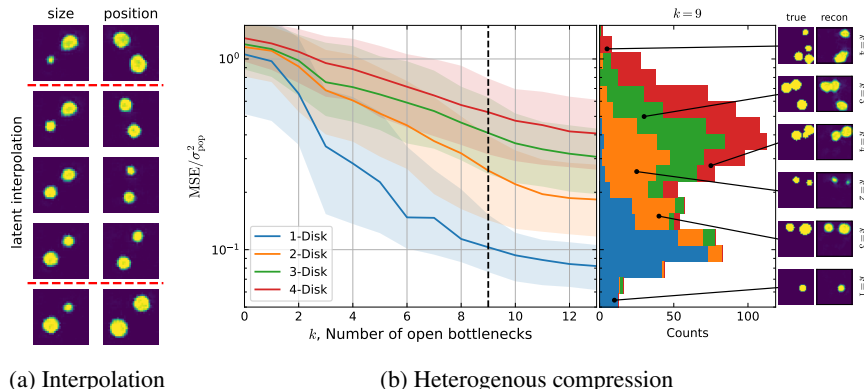 size position
latent interpolation
(a) Interpolation
MSE/σ²pop
10⁰
10⁻¹
1-Disk
2-Disk
3-Disk
4-Disk
0 2 4 6 8 10 12
k, Number of open bottlenecks
k = 9
0 50 100
Counts
true recon
(b) Heterogenous compression